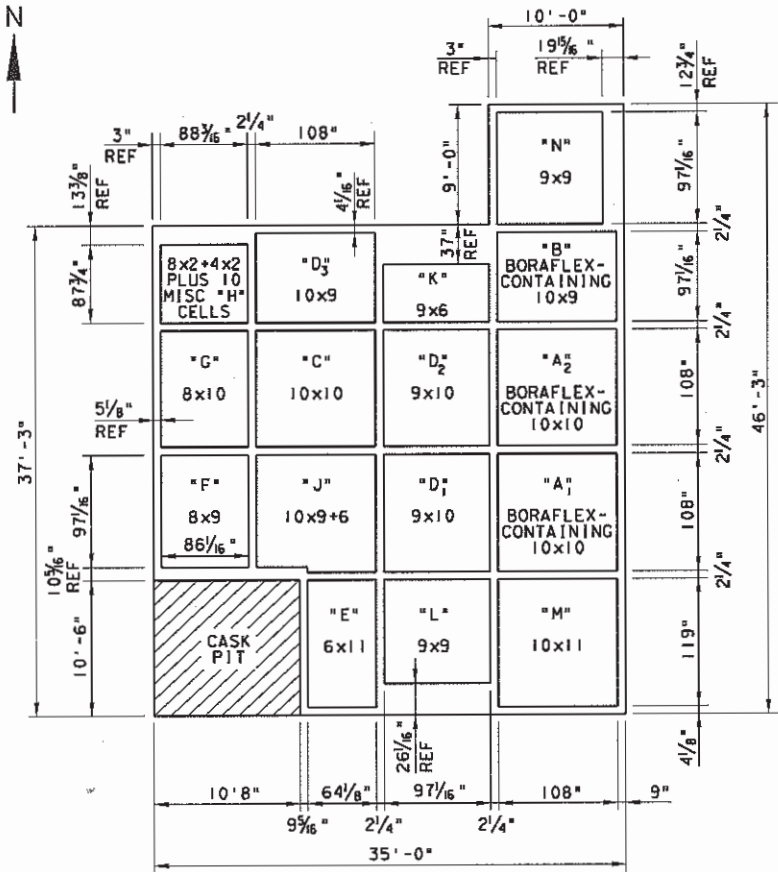 N
10'-0"
3"
REF
19 15/16"
REF
12 3/4"
REF
3"
REF
88 3/16"
2 1/4"
108"
4 1/16"
REF
9'-0"
"N"
9x9
97 1/16"
13 3/8"
REF
2 1/4"
37"
REF
87 3/4"
8x2+4x2
PLUS 10
MISC "H"
CELLS
"D3"
10x9
"K"
9x6
"B"
BORAFLEX-
CONTAINING
10x9
97 1/16"
2 1/4"
"G"
8x10
"C"
10x10
"D2"
9x10
"A2"
BORAFLEX-
CONTAINING
10x10
108"
5 1/8"
REF
37'-3"
46'-3"
2 1/4"
"F"
8x9
86 1/16"
"J"
10x9+6
"D1"
9x10
"A1"
BORAFLEX-
CONTAINING
10x10
97 1/16"
108"
10 5/16"
REF
2 1/4"
10'-6"
CASK
PIT
"E"
6x11
"L"
9x9
"M"
10x11
119"
26 1/16"
REF
4 1/8"
10'8"
64 1/8"
97 1/16"
108"
9"
9 5/16"
2 1/4"
2 1/4"
35'-0"